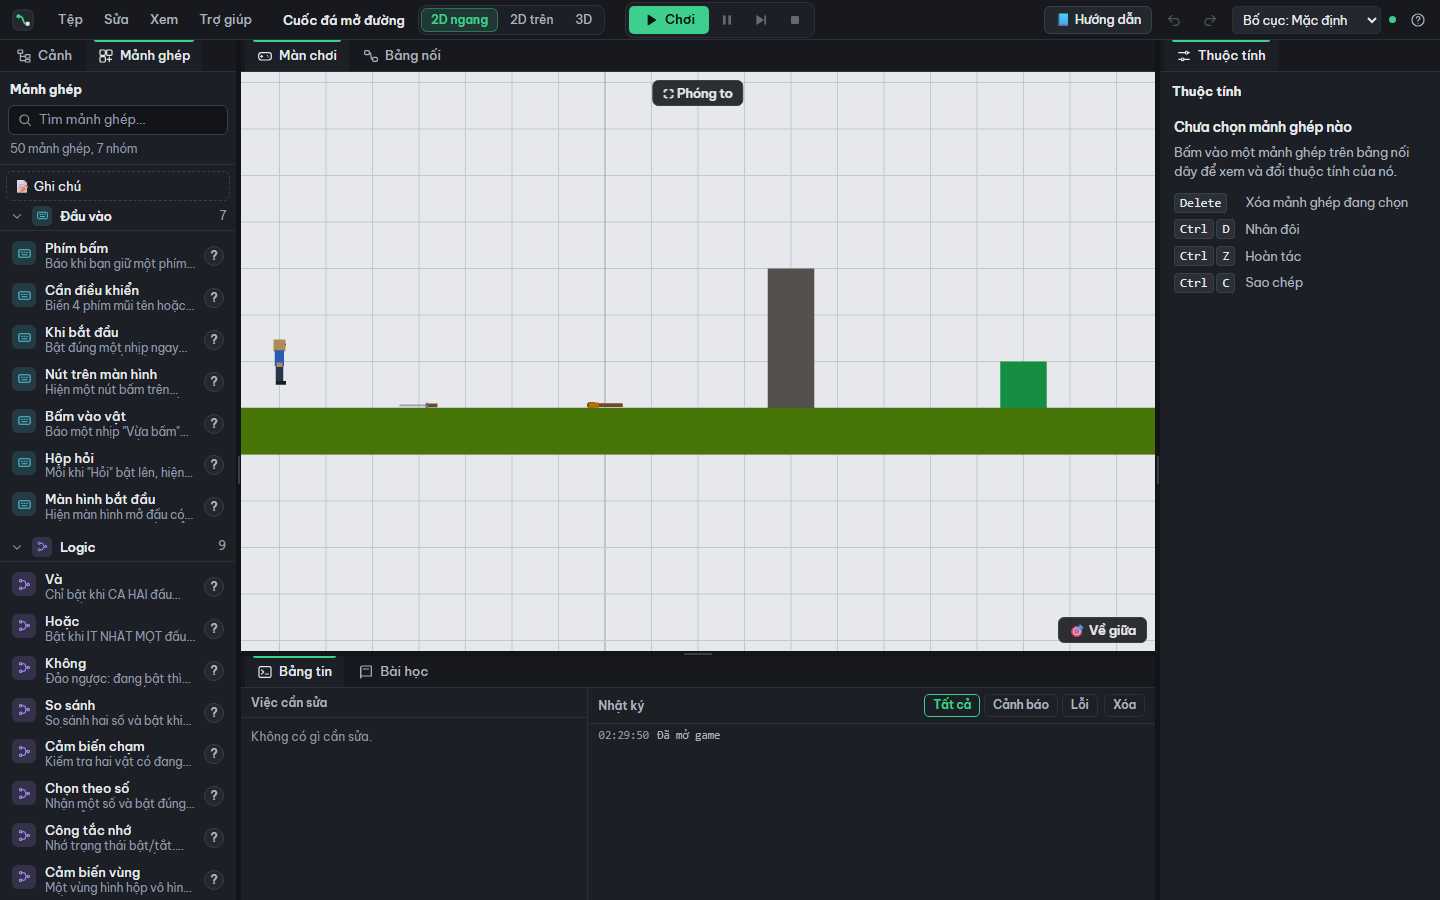 Tệp
Sửa
Xem
Trợ giúp
Cuốc đá mở đường
2D ngang
2D trên
3D
Chơi
Hướng dẫn
Bố cục: Mặc định
Cảnh
Mảnh ghép
Màn chơi
Bảng nối
Thuộc tính
Mảnh ghép
Tìm mảnh ghép...
50 mảnh ghép, 7 nhóm
Ghi chú
Đầu vào 7
Phím bấm
Báo khi bạn giữ một phím...
Cần điều khiển
Biến 4 phím mũi tên hoặc...
Khi bắt đầu
Bật đúng một nhịp ngay...
Nút trên màn hình
Hiện một nút bấm trên...
Bấm vào vật
Báo một nhịp "Vừa bấm"...
Hộp hỏi
Mỗi khi "Hỏi" bật lên, hiện...
Màn hình bắt đầu
Hiện màn hình mở đầu có...
Logic 9
Và
Chỉ bật khi CẢ HAI đầu...
Hoặc
Bật khi ÍT NHẤT MỘT đầu...
Không
Đảo ngược: đang bật thì...
So sánh
So sánh hai số và bật khi...
Cảm biến chạm
Kiểm tra hai vật có đang...
Chọn theo số
Nhận một số và bật đúng...
Công tắc nhớ
Nhớ trạng thái bật/tắt....
Cảm biến vùng
Một vùng hình hộp vô hìn...
Phóng to
Về giữa
Bảng tin
Bài học
Việc cần sửa
Không có gì cần sửa.
Nhật ký
Tất cả
Cảnh báo
Lỗi
Xóa
02:29:50 Đã mở game
Thuộc tính
Chưa chọn mảnh ghép nào
Bấm vào một mảnh ghép trên bảng nối
dây để xem và đổi thuộc tính của nó.
Delete Xóa mảnh ghép đang chọn
Ctrl D Nhân đôi
Ctrl Z Hoàn tác
Ctrl C Sao chép